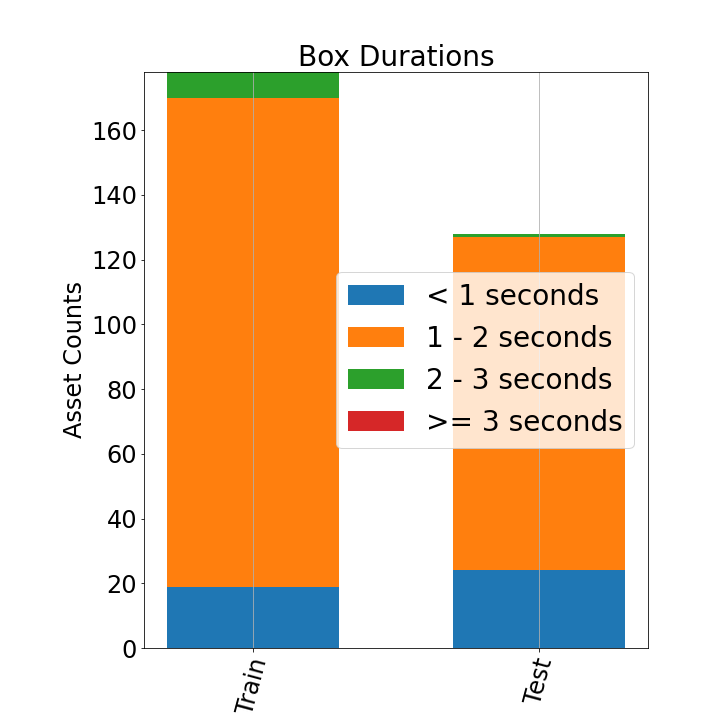 Box Durations
Asset Counts
160
140
120
100
80
60
40
20
0
< 1 seconds
1 - 2 seconds
2 - 3 seconds
>= 3 seconds
Train
Test